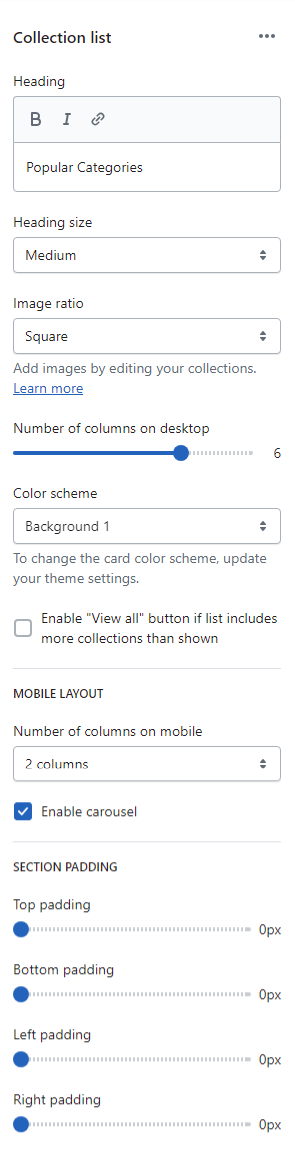 Collection list
Heading
B I
Popular Categories
Heading size
Medium
Image ratio
Square
Add images by editing your collections.
Learn more
Number of columns on desktop
6
Color scheme
Background 1
To change the card color scheme, update
your theme settings.
Enable "View all" button if list includes
more collections than shown
MOBILE LAYOUT
Number of columns on mobile
2 columns
Enable carousel
SECTION PADDING
Top padding
0px
Bottom padding
0px
Left padding
0px
Right padding
0px